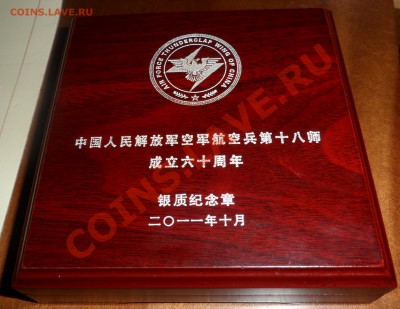 COINS.LAVE.RU
AIR FORCE THUNDERCLAP WING OF CHINA
中国人民解放军空军航空兵第十八师
成立六十周年
银质纪念章
二〇一一年十月
COINS.LAVE.RU